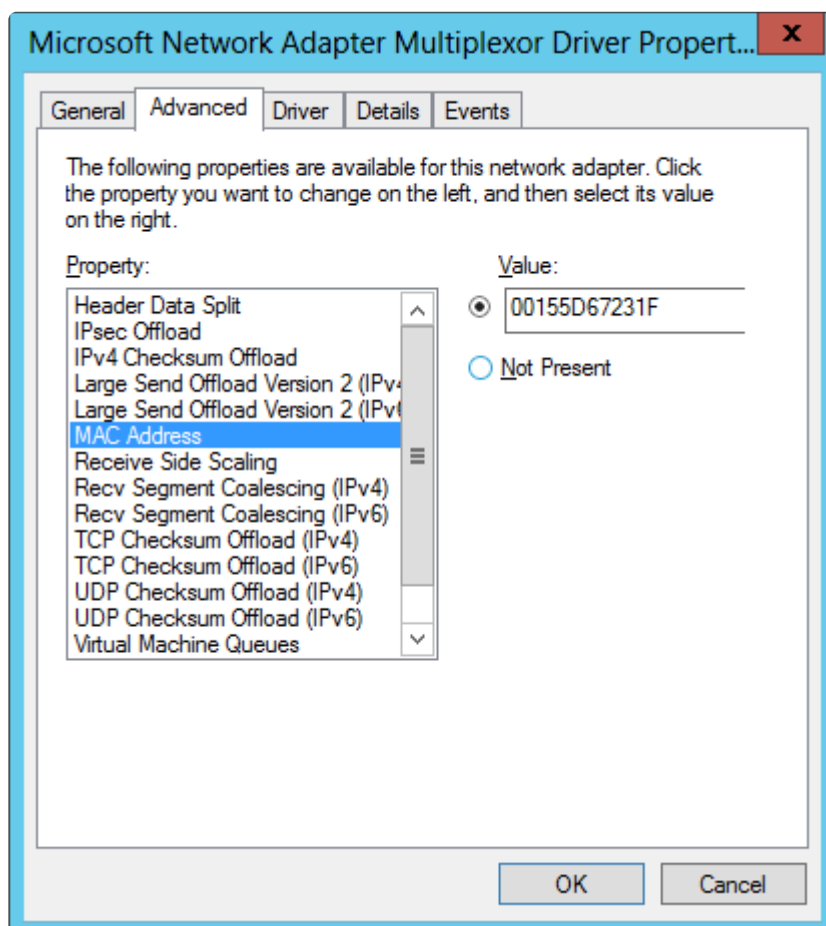 Microsoft Network Adapter Multiplexor Driver Propert...
x
General Advanced Driver Details Events
The following properties are available for this network adapter. Click
the property you want to change on the left, and then select its value
on the right.
Property:
Header Data Split
IPsec Offload
IPv4 Checksum Offload
Large Send Offload Version 2 (IPv4
Large Send Offload Version 2 (IPv6
MAC Address
Receive Side Scaling
Recv Segment Coalescing (IPv4)
Recv Segment Coalescing (IPv6)
TCP Checksum Offload (IPv4)
TCP Checksum Offload (IPv6)
UDP Checksum Offload (IPv4)
UDP Checksum Offload (IPv6)
Virtual Machine Queues
Value:
00155D67231F
Not Present
OK Cancel